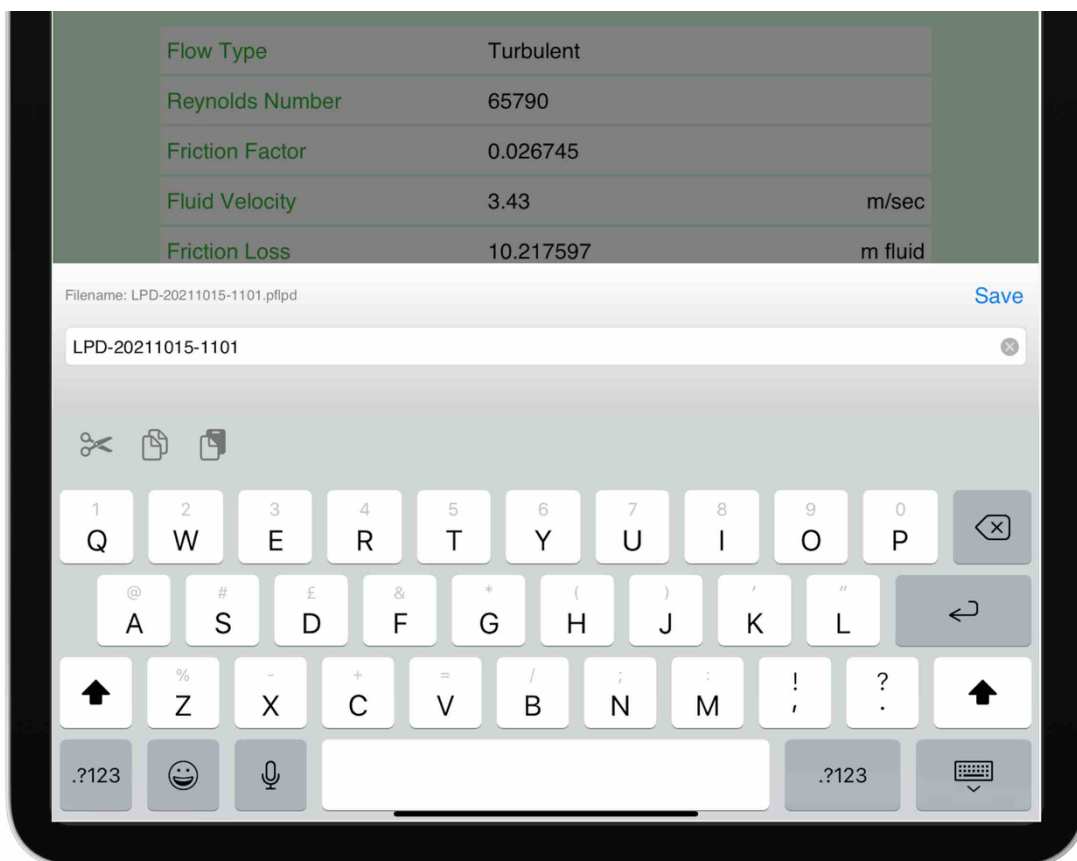 Flow Type Turbulent
Reynolds Number 65790
Friction Factor 0.026745
Fluid Velocity 3.43 m/sec
Friction Loss 10.217597 m fluid
Filename: LPD-20211015-1101.pflpd Save
LPD-20211015-1101
1 2 3 4 5 6 7 8 9 0
Q W E R T Y U I O P
@ # £ & * ( ) ' "
A S D F G H J K L
% - + = / ; : ! ?
Z X C V B N M , .
.?123 .?123